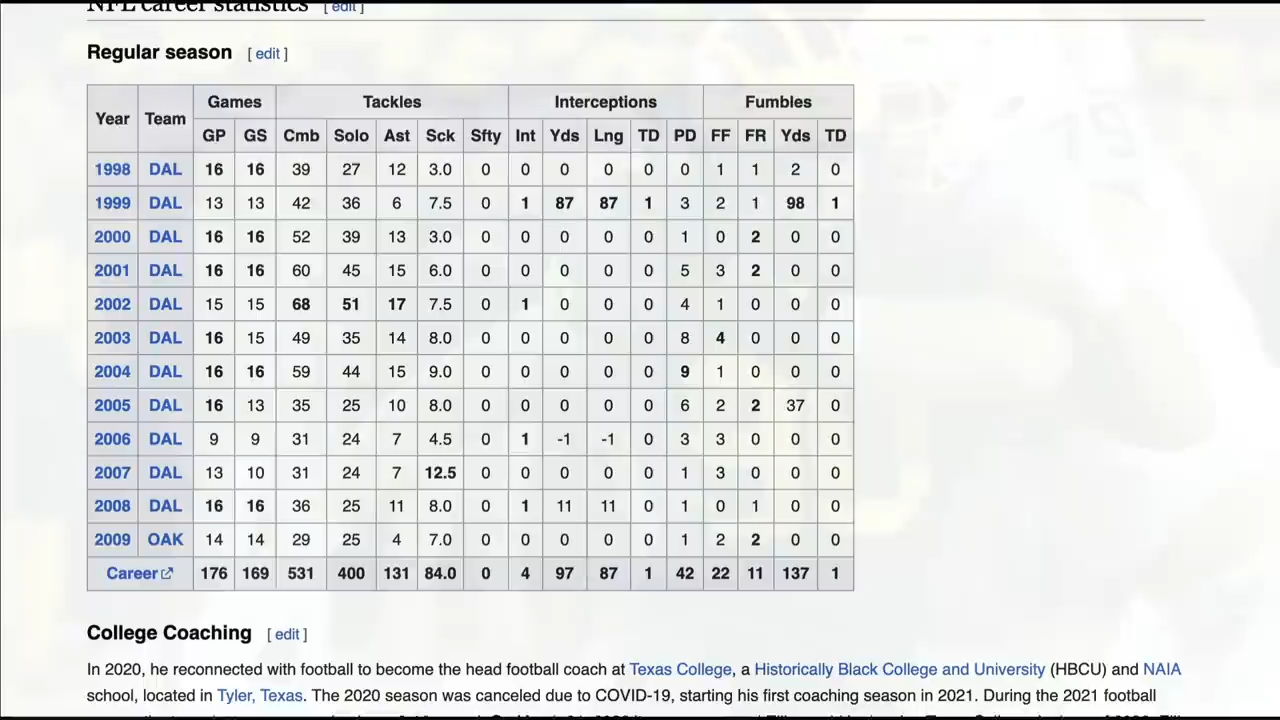 NFL career statistics [ edit ]
Regular season [ edit ]
Year Team Games Tackles Interceptions Fumbles
GP GS Cmb Solo Ast Sck Sfty Int Yds Lng TD PD FF FR Yds TD
1998 DAL 16 16 39 27 12 3.0 0 0 0 0 0 0 1 1 2 0
1999 DAL 13 13 42 36 6 7.5 0 1 87 87 1 3 2 1 98 1
2000 DAL 16 16 52 39 13 3.0 0 0 0 0 0 1 0 2 0 0
2001 DAL 16 16 60 45 15 6.0 0 0 0 0 0 5 3 2 0 0
2002 DAL 15 15 68 51 17 7.5 0 1 0 0 0 4 1 0 0 0
2003 DAL 16 15 49 35 14 8.0 0 0 0 0 0 8 4 0 0 0
2004 DAL 16 16 59 44 15 9.0 0 0 0 0 0 9 1 0 0 0
2005 DAL 16 13 35 25 10 8.0 0 0 0 0 0 6 2 2 37 0
2006 DAL 9 9 31 24 7 4.5 0 1 -1 -1 0 3 3 0 0 0
2007 DAL 13 10 31 24 7 12.5 0 0 0 0 0 1 3 0 0 0
2008 DAL 16 16 36 25 11 8.0 0 1 11 11 0 1 0 1 0 0
2009 OAK 14 14 29 25 4 7.0 0 0 0 0 0 1 2 2 0 0
Career 176 169 531 400 131 84.0 0 4 97 87 1 42 22 11 137 1
College Coaching [ edit ]
In 2020, he reconnected with football to become the head football coach at Texas College, a Historically Black College and University (HBCU) and NAIA
school, located in Tyler, Texas. The 2020 season was canceled due to COVID-19, starting his first coaching season in 2021. During the 2021 football